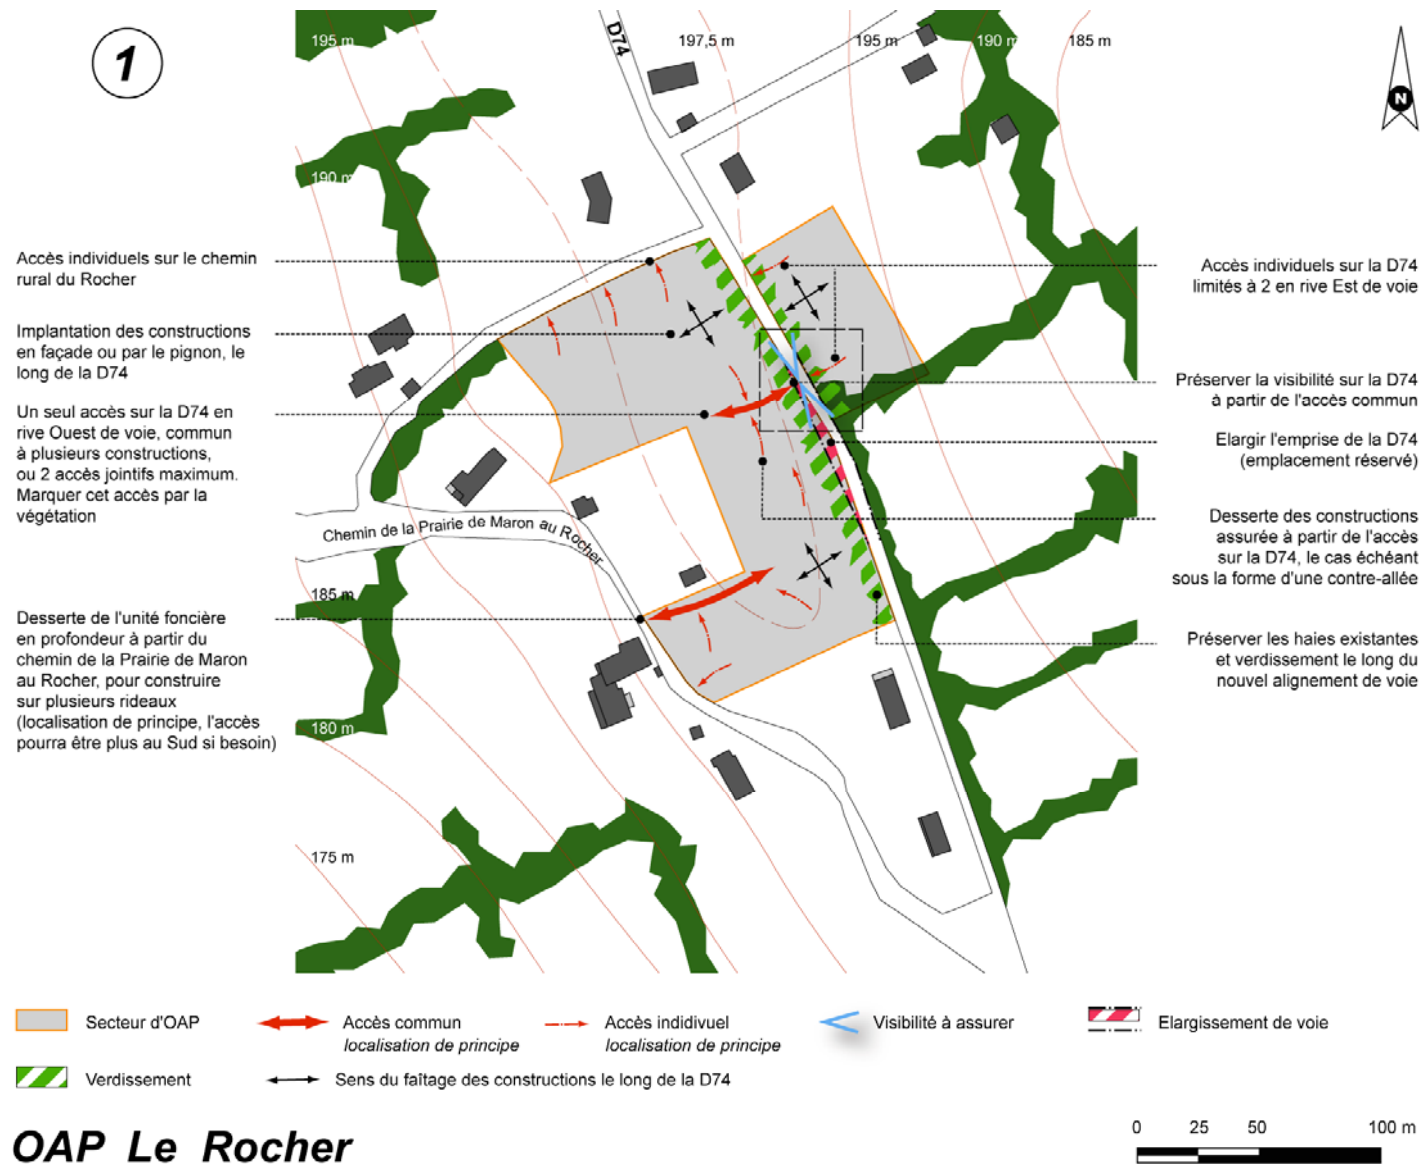 1
195 m
D74
197,5 m
195 m
190 m
185 m
N
190 m
Accès individuels sur le chemin
rural du Rocher
Implantation des constructions
en façade ou par le pignon, le
long de la D74
Un seul accès sur la D74 en
rive Ouest de voie, commun
à plusieurs constructions,
ou 2 accès jointifs maximum.
Marquer cet accès par la
végétation
Desserte de l'unité foncière
en profondeur à partir du
chemin de la Prairie de Maron
au Rocher, pour construire
sur plusieurs rideaux
(localisation de principe, l'accès
pourra être plus au Sud si besoin)
Chemin de la Prairie de Maron au Rocher
185 m
180 m
175 m
Accès individuels sur la D74
limités à 2 en rive Est de voie
Préserver la visibilité sur la D74
à partir de l'accès commun
Elargir l'emprise de la D74
(emplacement réservé)
Desserte des constructions
assurée à partir de l'accès
sur la D74, le cas échéant
sous la forme d'une contre-allée
Préserver les haies existantes
et verdissement le long du
nouvel alignement de voie
Secteur d'OAP
Accès commun
localisation de principe
Accès indidivuel
localisation de principe
Visibilité à assurer
Elargissement de voie
Verdissement
Sens du faîtage des constructions le long de la D74
OAP Le Rocher
0 25 50 100 m